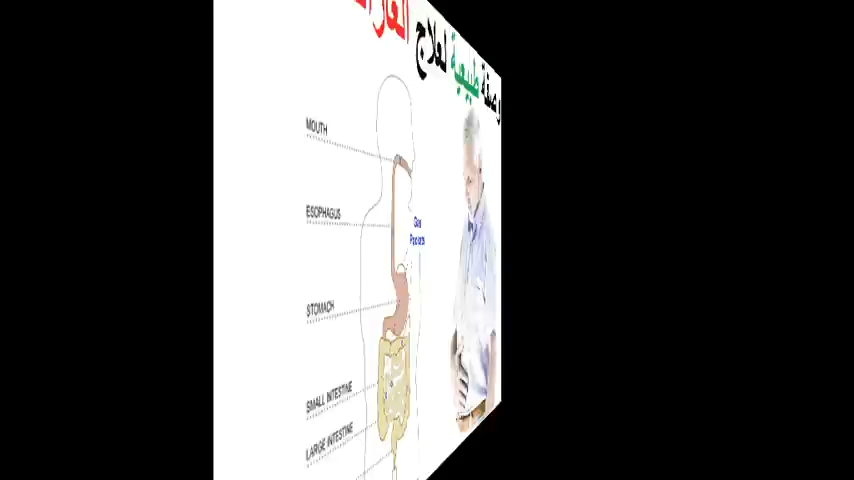 وصفة طبيعية لعلاج
MOUTH
ESOPHAGUS
Gas
Pockets
STOMACH
SMALL INTESTINE
LARGE INTESTINE